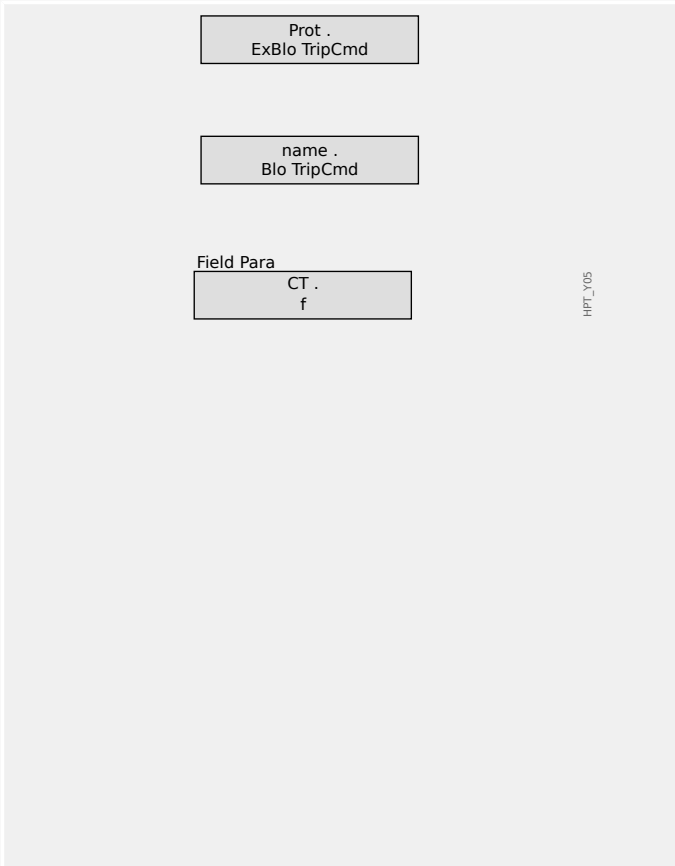 Prot .
ExBlo TripCmd
name .
Blo TripCmd
Field Para
CT .
f
HPT_Y05